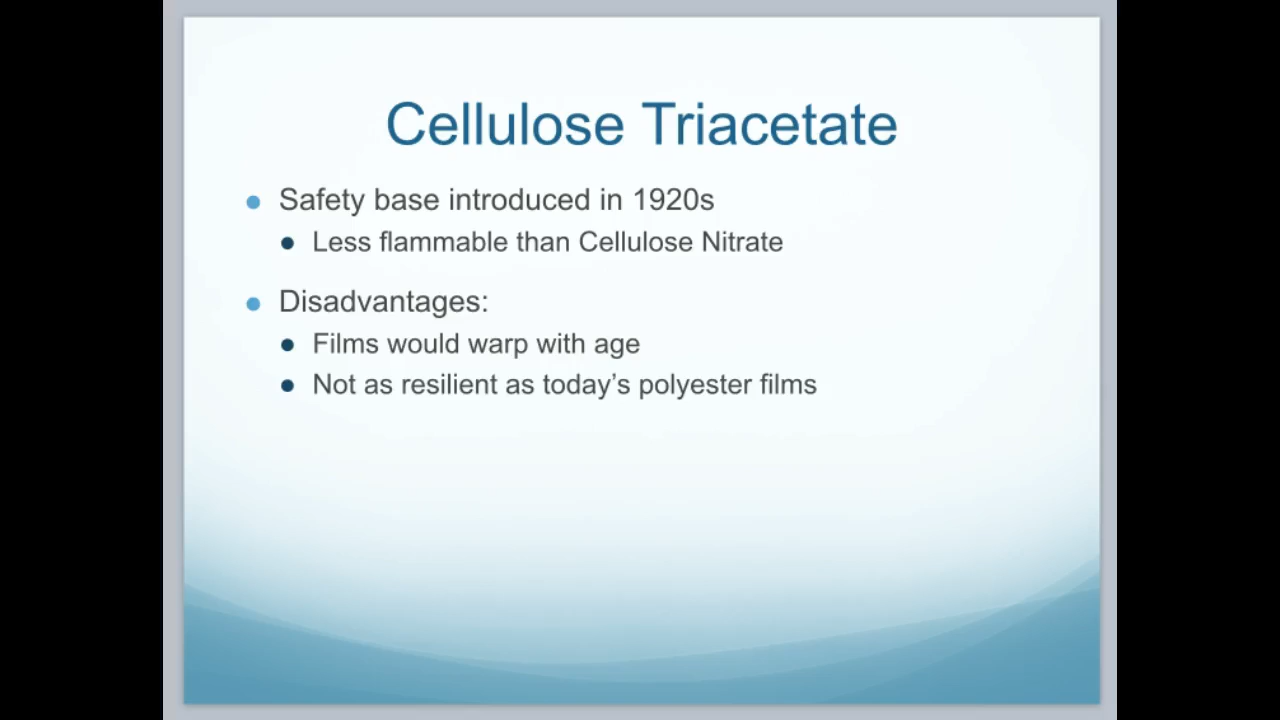 Cellulose Triacetate
Safety base introduced in 1920s
Less flammable than Cellulose Nitrate
Disadvantages:
Films would warp with age
Not as resilient as today’s polyester films